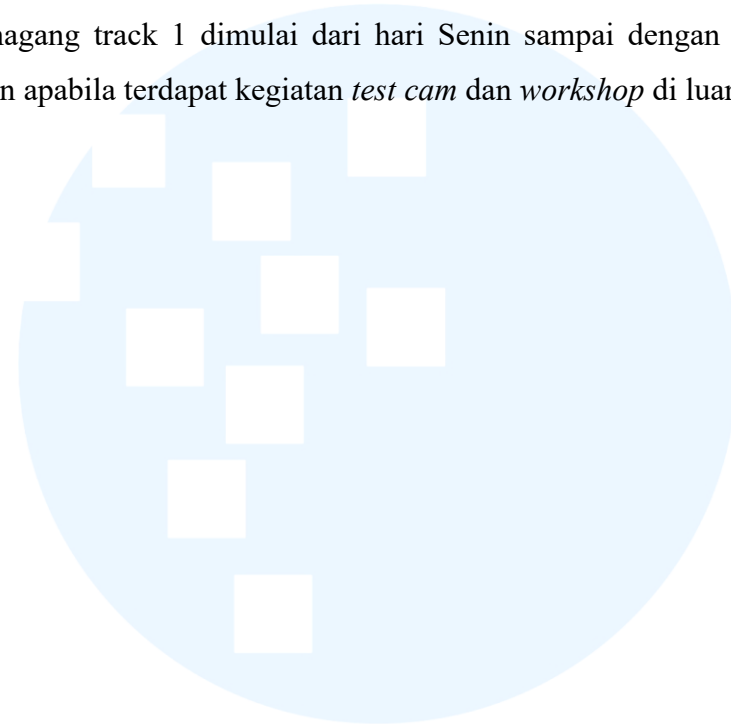 magang track 1 dimulai dari hari Senin sampai dengan
apabila terdapat kegiatan test cam dan workshop di luar